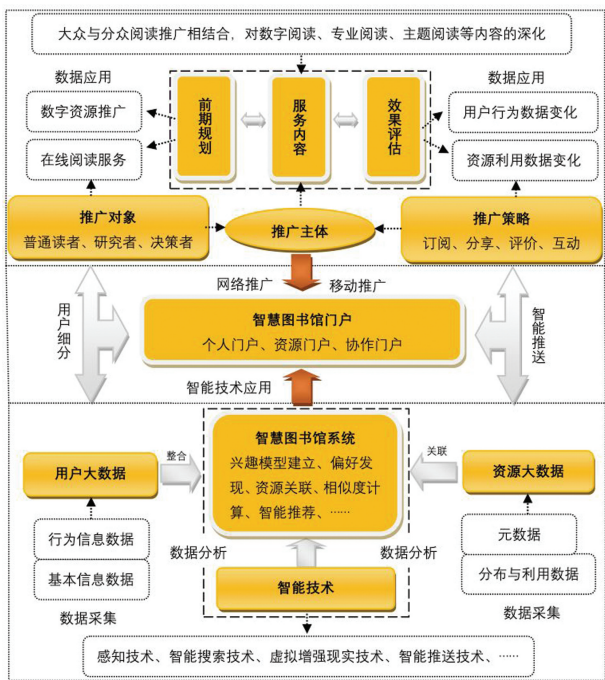 大众与分众阅读推广相结合，对数字阅读、专业阅读、主题阅读等内容的深化
数据应用
数字资源推广
在线阅读服务
前期规划
服务内容
效果评估
数据应用
用户行为数据变化
资源利用数据变化
推广对象
普通读者、研究者、决策者
推广主体
推广策略
订阅、分享、评价、互动
网络推广
移动推广
用户细分
智慧图书馆门户
个人门户、资源门户、协作门户
智能推送
智能技术应用
智慧图书馆系统
兴趣模型建立、偏好发
现、资源关联、相似度计
算、智能推荐、……
用户大数据
整合
关联
资源大数据
行为信息数据
基本信息数据
数据采集
数据分析
数据分析
元数据
分布与利用数据
数据采集
智能技术
感知技术、智能搜索技术、虚拟增强现实技术、智能推送技术、……